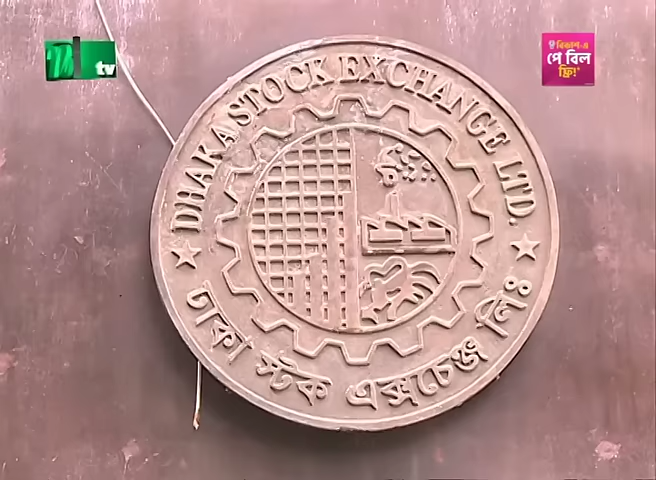 tv
বিকাশ-এ
পে বিল
ফ্রি!
DHAKA STOCK EXCHANGE LTD.
ঢাকা স্টক এক্সচেঞ্জ লিঃ